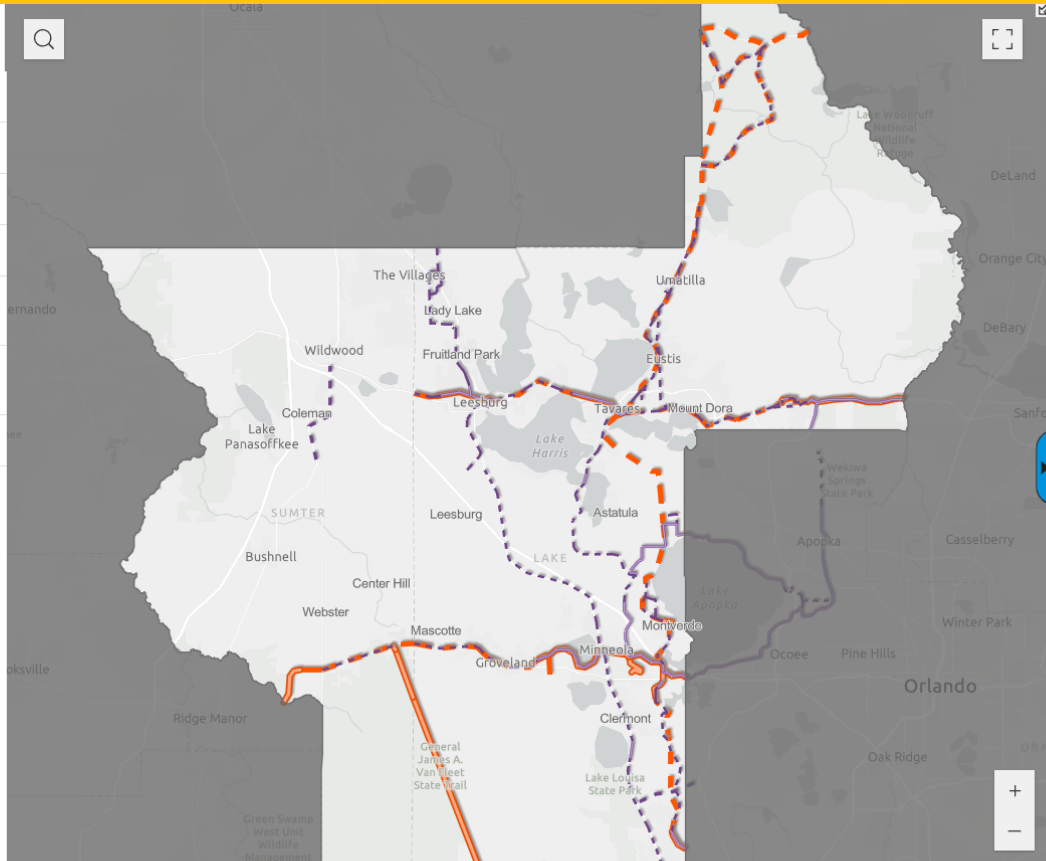 Ocala
Lake Woodruff
National
Wildlife
Refuge
DeLand
Orange City
The Villages
Umatilla
ernando
Lady Lake
DeBary
Wildwood
Fruitland Park
Eustis
Leesburg
Tavares
Mount Dora
Coleman
Sanfo
Lake
Panasoffkee
Lake
Harris
Wekiwa
Springs
State Park
SUMTER
Leesburg
Astatula
Apopka
Casselberry
Bushnell
LAKE
Center Hill
Lake
Apopka
Webster
Montverde
Winter Park
Mascotte
Minneola
Groveland
Ocoee
Pine Hills
ooksville
Orlando
Ridge Manor
Clermont
General
James A.
Van Fleet
State Trail
Oak Ridge
Lake Louisa
State Park
Green Swamp
West Unit
Wildlife
Management
+
−